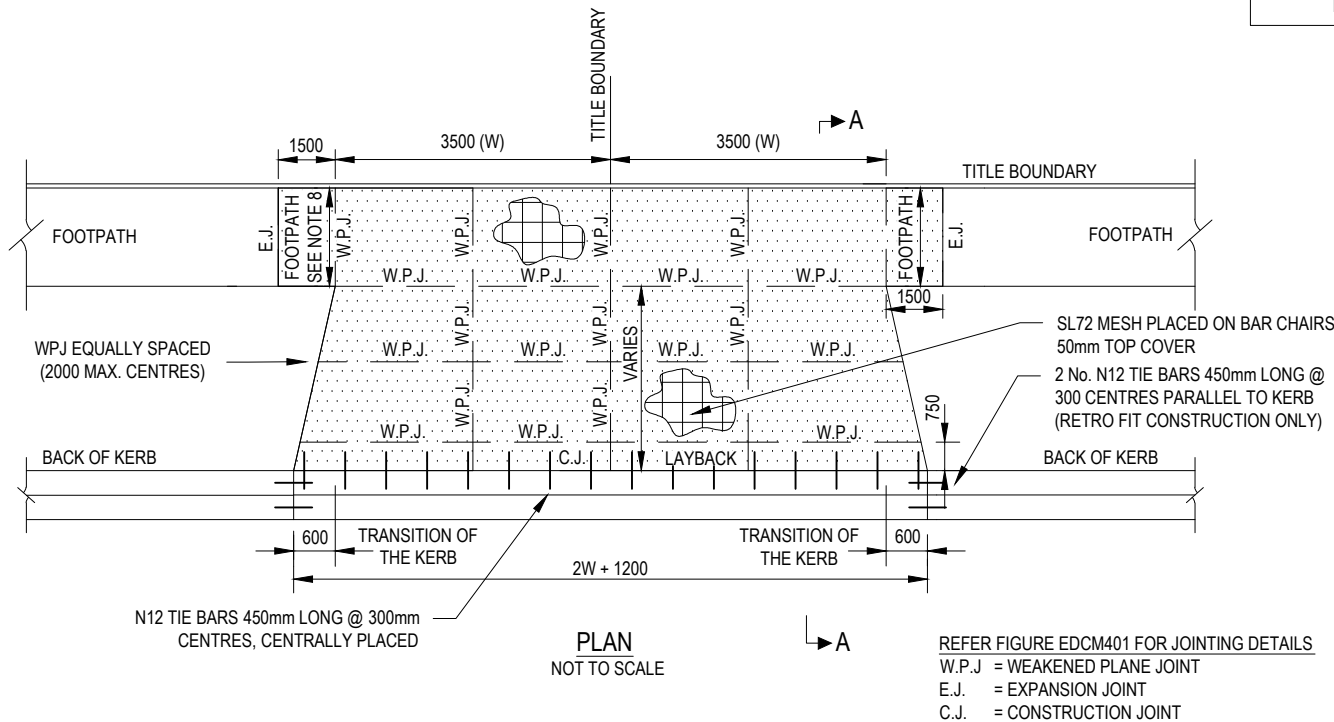 TITLE BOUNDARY
A
1500
3500 (W)
3500 (W)
TITLE BOUNDARY
FOOTPATH
E.J.
FOOTPATH
SEE NOTE 8
W.P.J.
W.P.J.
W.P.J.
W.P.J.
FOOTPATH
E.J.
FOOTPATH
W.P.J.
W.P.J.
W.P.J.
W.P.J.
1500
WPJ EQUALLY SPACED
(2000 MAX. CENTRES)
W.P.J.
W.P.J.
VARIES
W.P.J.
SL72 MESH PLACED ON BAR CHAIRS
50mm TOP COVER
W.P.J.
W.P.J.
W.P.J.
W.P.J.
2 No. N12 TIE BARS 450mm LONG @
300 CENTRES PARALLEL TO KERB
(RETRO FIT CONSTRUCTION ONLY)
W.P.J.
W.P.J.
750
W.P.J.
W.P.J.
W.P.J.
BACK OF KERB
C.J.
LAYBACK
BACK OF KERB
600
TRANSITION OF
THE KERB
TRANSITION OF
THE KERB
600
2W + 1200
N12 TIE BARS 450mm LONG @ 300mm
CENTRES, CENTRALLY PLACED
PLAN
NOT TO SCALE
A
REFER FIGURE EDCM401 FOR JOINTING DETAILS
W.P.J = WEAKENED PLANE JOINT
E.J. = EXPANSION JOINT
C.J. = CONSTRUCTION JOINT